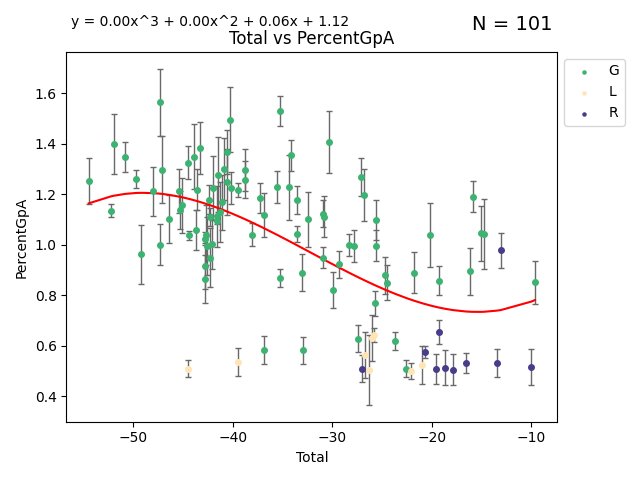 y = 0.00x^3 + 0.00x^2 + 0.06x + 1.12
N = 101
Total vs PercentGpA
G
L
R
PercentGpA
1.6
1.4
1.2
1.0
0.8
0.6
0.4
−50 −40 −30 −20 −10
Total